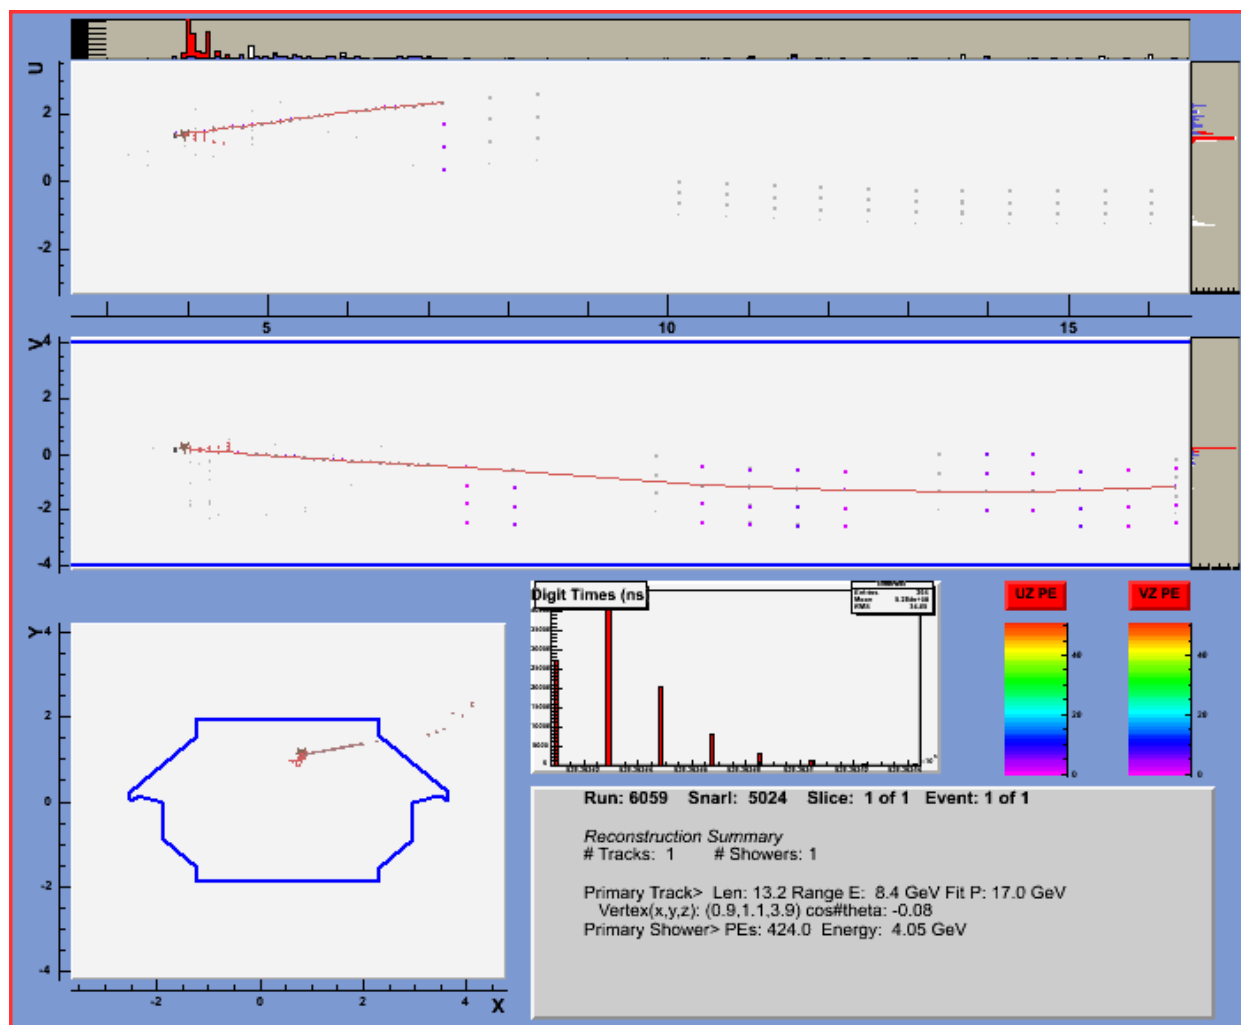 U
2
0
-2
5 10 15
V
4
2
0
-2
-4
Digit Times (ns
UZ PE
VZ PE
40
20
0
40
20
0
Y
4
2
0
-2
-4
-2 0 2 4
X
Run: 6059 Snarl: 5024 Slice: 1 of 1 Event: 1 of 1
Reconstruction Summary
# Tracks: 1 # Showers: 1
Primary Track> Len: 13.2 Range E: 8.4 GeV Fit P: 17.0 GeV
Vertex(x,y,z): (0.9,1.1,3.9) cos#theta: -0.08
Primary Shower> PEs: 424.0 Energy: 4.05 GeV